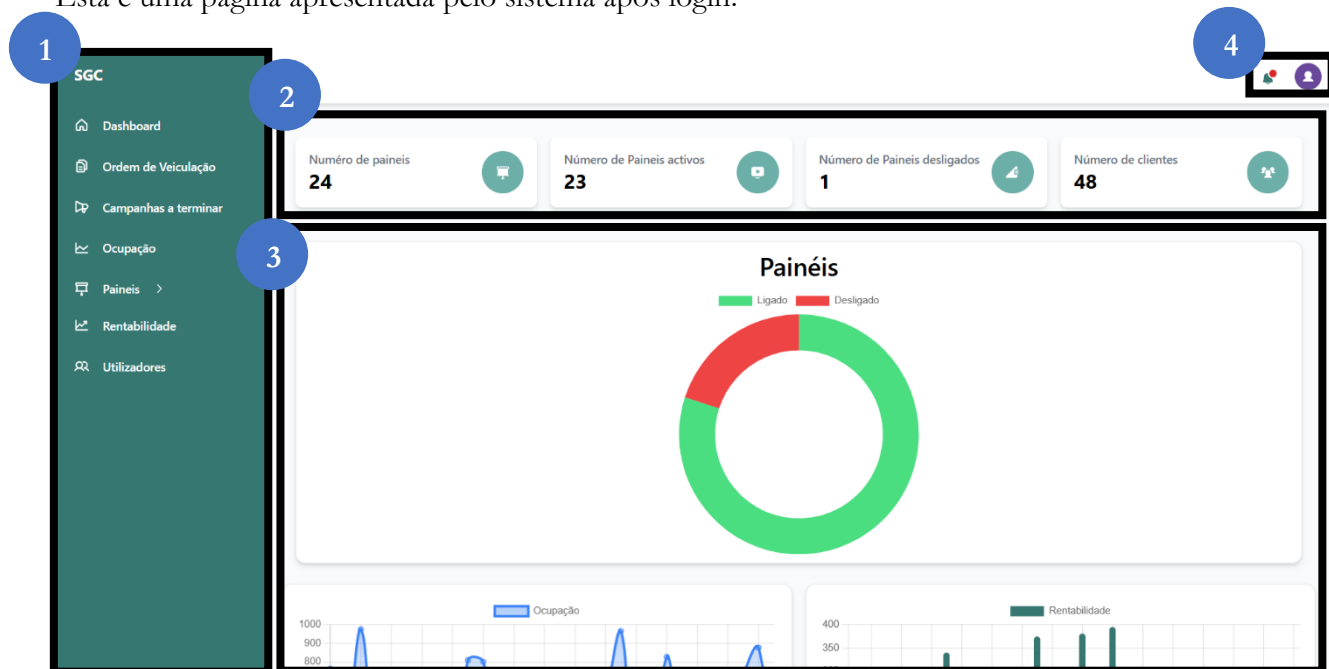 Esta é uma página apresentada pelo sistema após login.
1
4
SGC
2
Dashboard
Ordem de Veiculação
Campanhas a terminar
Ocupação
Paineis >
Rentabilidade
Utilizadores
Numéro de paineis
24
Número de Paineis activos
23
Número de Paineis desligados
1
Número de clientes
48
3
Painéis
Ligado Desligado
Ocupação
1000
900
800
Rentabilidade
400
350